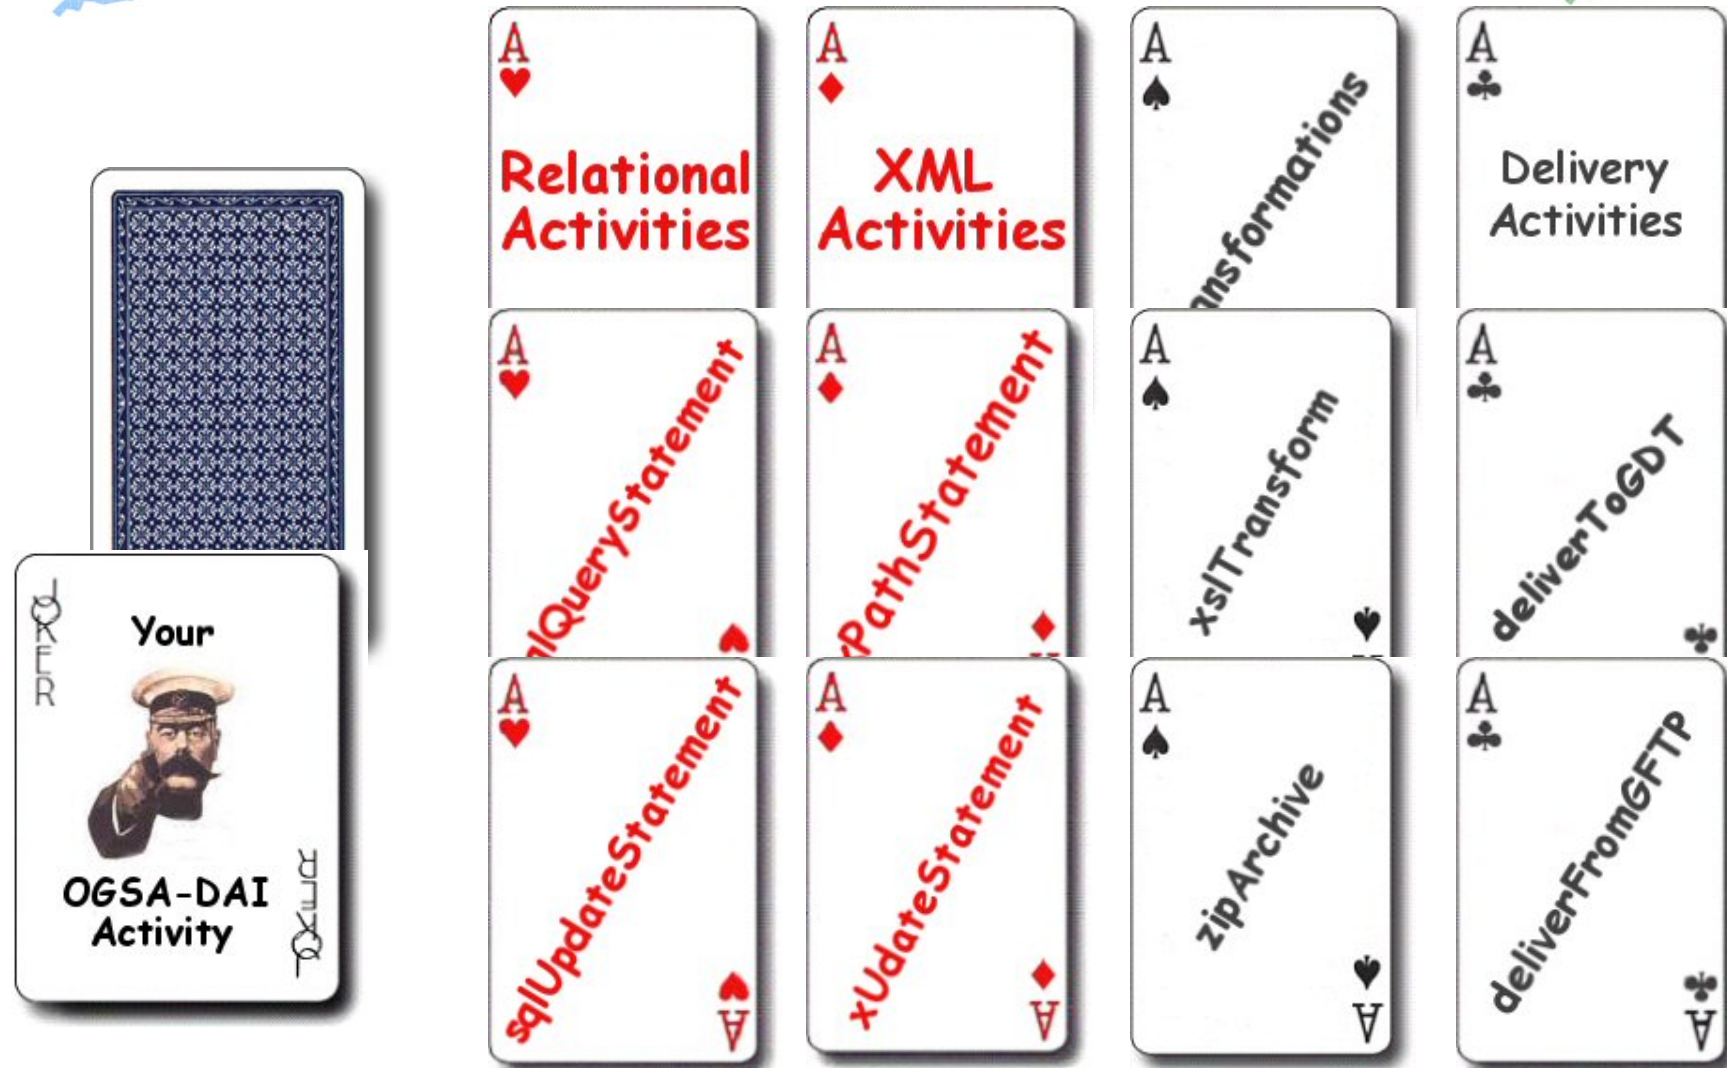 A
Relational
Activities
A
XML
Activities
A
ansformations
A
Delivery
Activities
A
lQueryStatement
A
PathStatement
A
xslTransform
A
deliverToGDT
JOKER
Your
OGSA-DAI
Activity
JOKER
A
sqlUpdateStatement
A
A
xUdateStatement
A
A
zipArchive
A
A
deliverFromGFTP
A